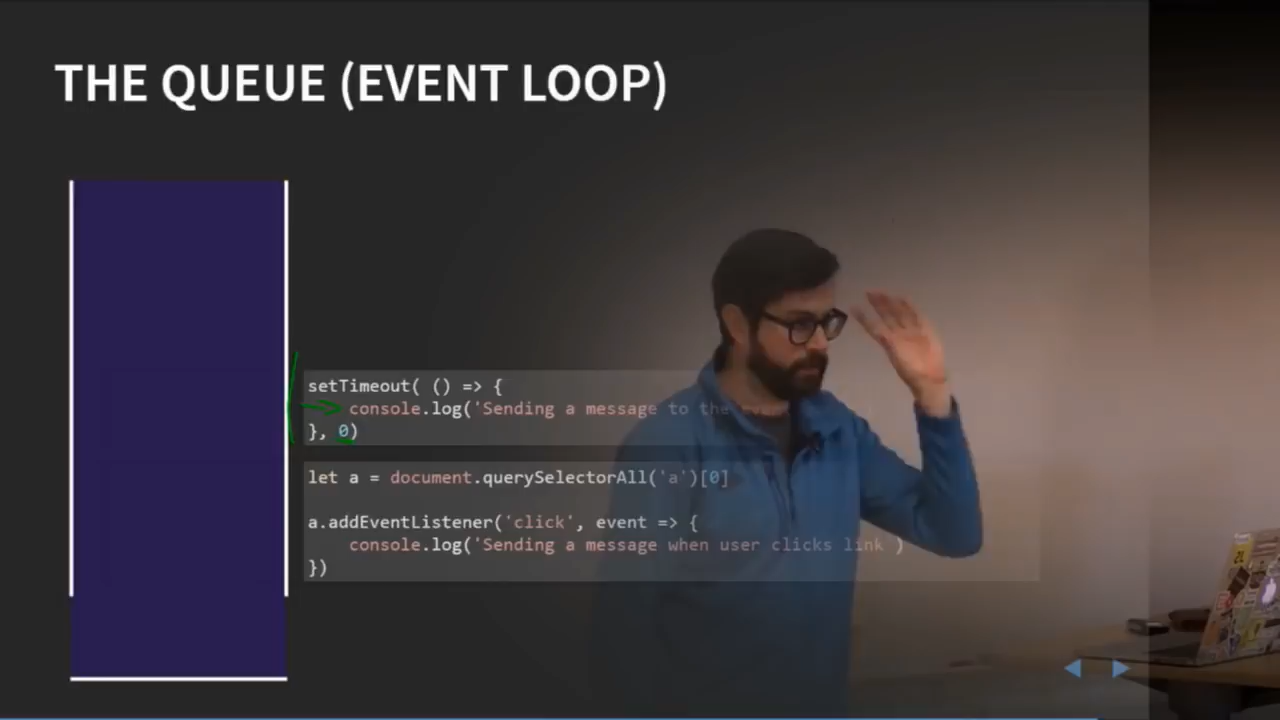 THE QUEUE (EVENT LOOP)
setTimeout( () => {
console.log('Sending a message to the
}, 0)
let a = document.querySelectorAll('a')[0]
a.addEventListener('click', event => {
console.log('Sending a message when user clicks link )
})